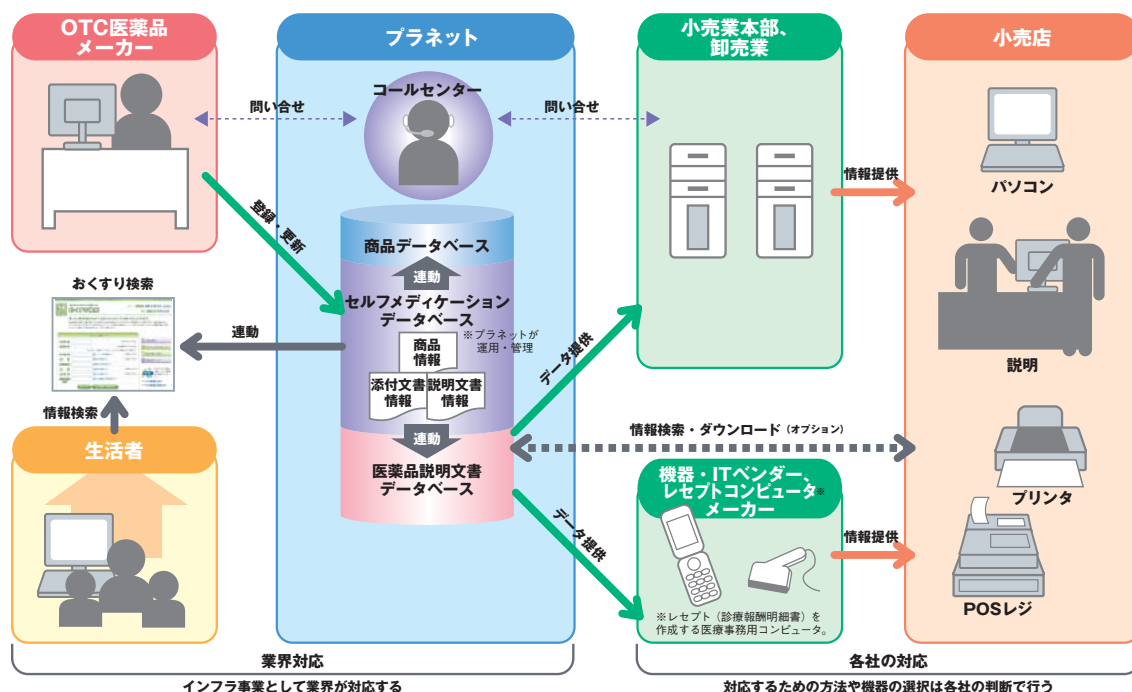 OTC医薬品
メーカー
プラネット
小売業本部、
卸売業
小売店
コールセンター
問い合せ
問い合せ
登録・更新
商品データベース
連動
セルフメディケーション
データベース
※プラネットが
運用・管理
商品
情報
添付文書
情報
説明文書
情報
連動
医薬品説明文書
データベース
おくすり検索
連動
情報検索
生活者
データ提供
データ提供
情報提供
パソコン
説明
情報検索・ダウンロード（オプション）
機器・ITベンダー、
レセプトコンピュータ※
メーカー
※レセプト（診療報酬明細書）を
作成する医療事務用コンピュータ。
情報提供
プリンタ
POSレジ
業界対応
インフラ事業として業界が対応する
各社の対応
対応するための方法や機器の選択は各社の判断で行う